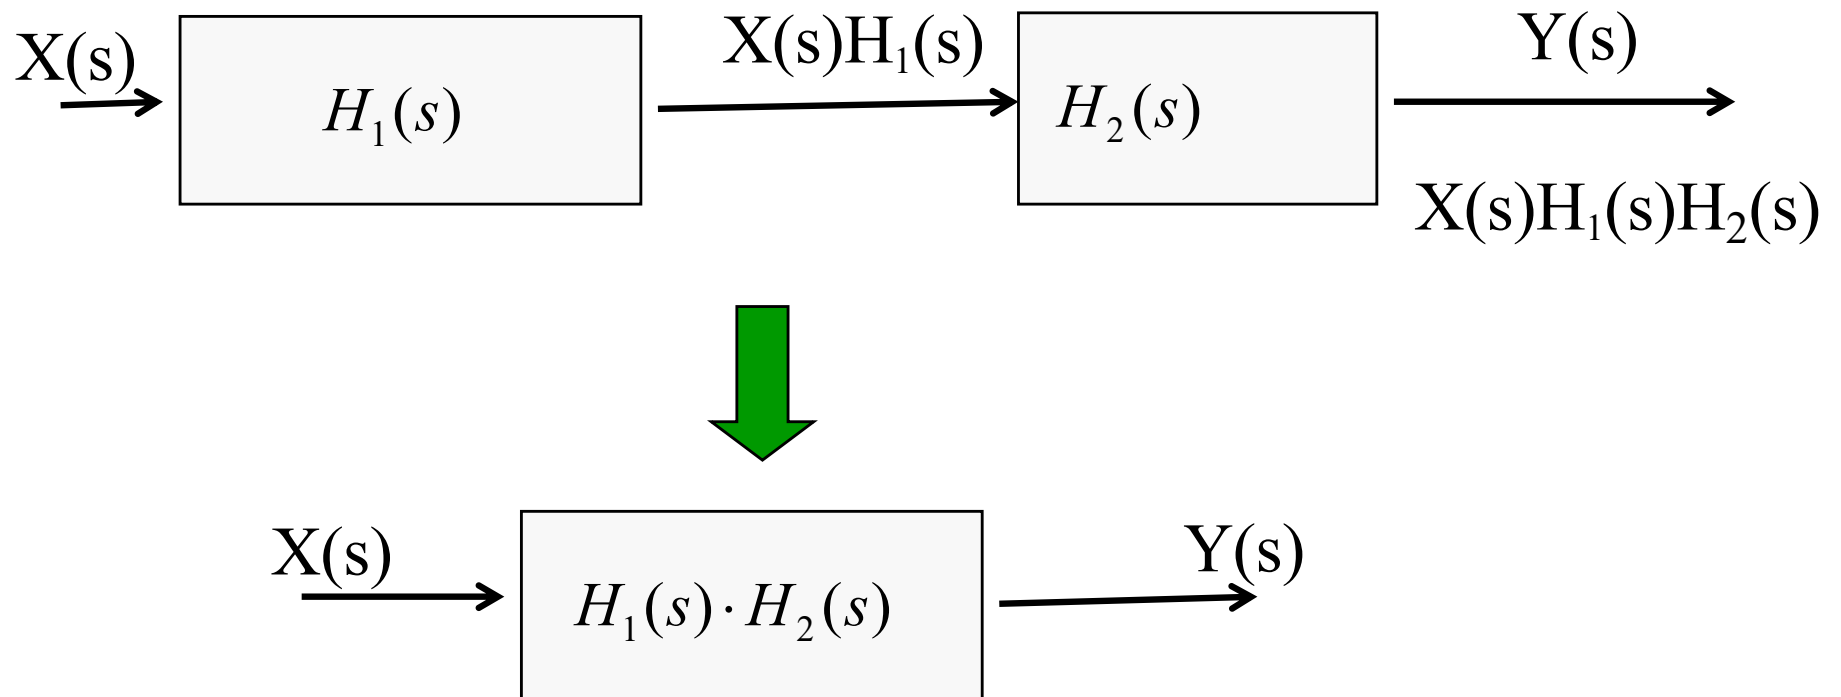 X(s)
H₁(s)
X(s)H₁(s)
H₂(s)
Y(s)
X(s)H₁(s)H₂(s)
X(s)
H₁(s)·H₂(s)
Y(s)